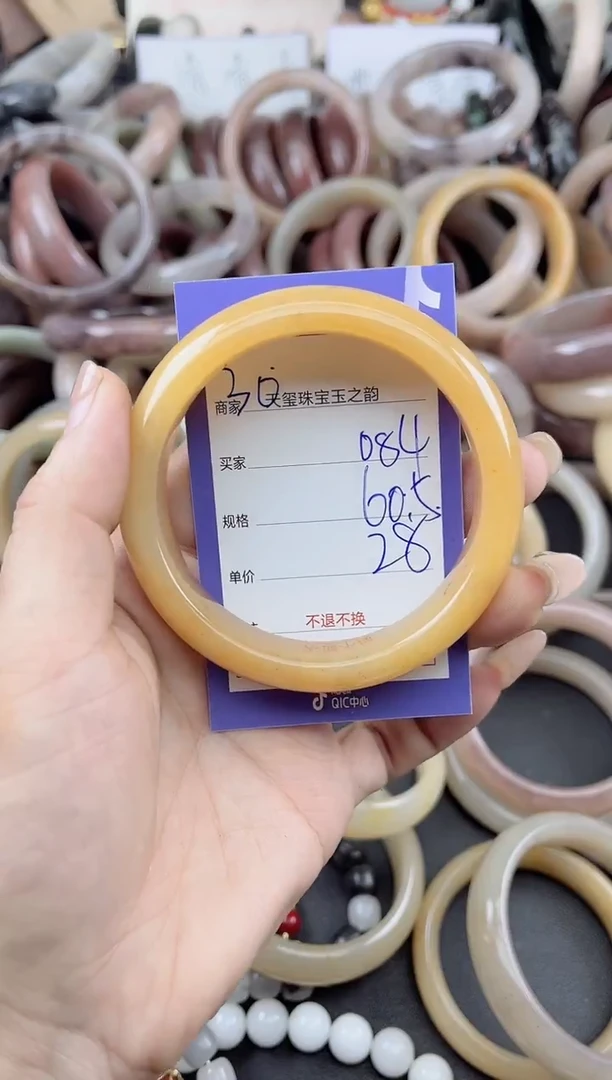 商家 天玺珠宝玉之韵
买家 084
规格 60.5
单价 28
不退不换
QIC中心